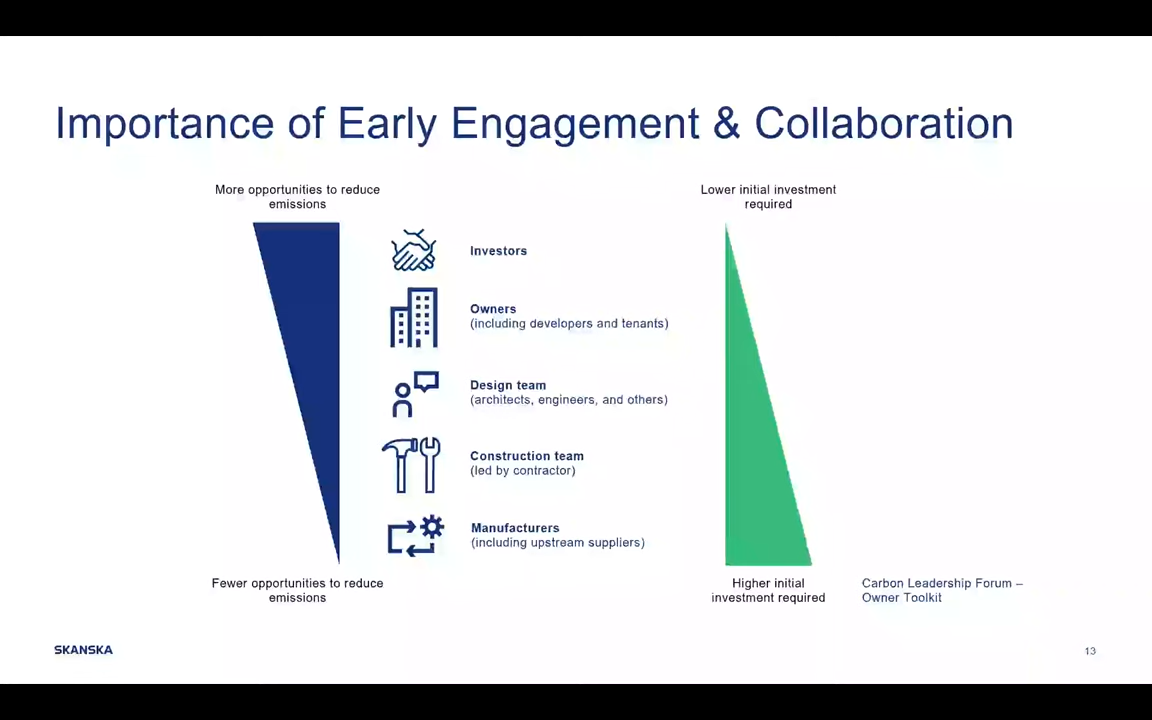 Importance of Early Engagement & Collaboration
More opportunities to reduce
emissions
Lower initial investment
required
Investors
Owners
(including developers and tenants)
Design team
(architects, engineers, and others)
Construction team
(led by contractor)
Manufacturers
(including upstream suppliers)
Fewer opportunities to reduce
emissions
Higher initial
investment required
Carbon Leadership Forum –
Owner Toolkit
SKANSKA
13